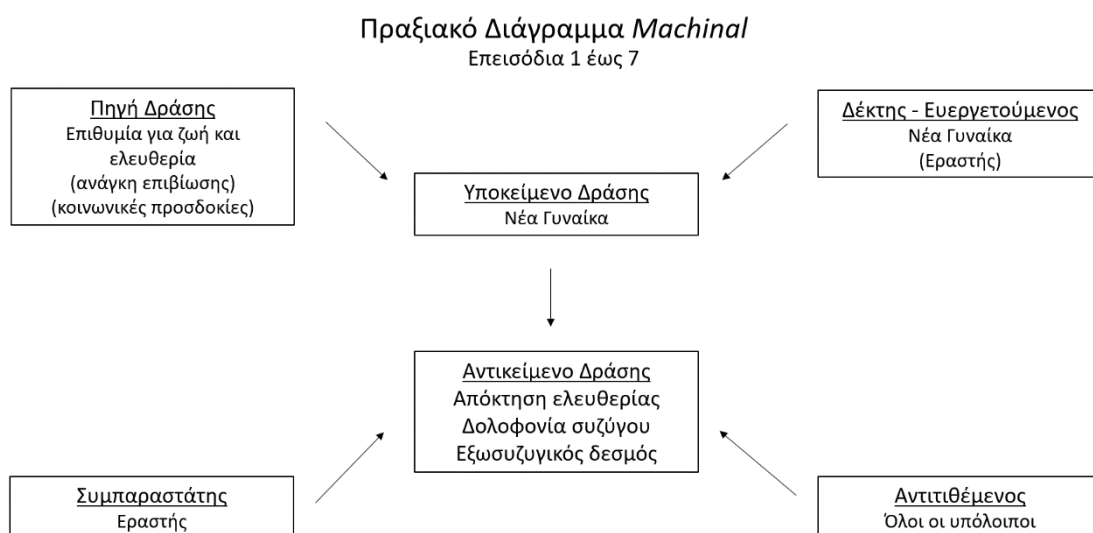 Πραξιακό Διάγραμμα Machinal
Επεισόδια 1 έως 7
Πηγή Δράσης
Επιθυμία για ζωή και
ελευθερία
(ανάγκη επιβίωσης)
(κοινωνικές προσδοκίες)
Δέκτης - Ευεργετούμενος
Νέα Γυναίκα
(Εραστής)
Υποκείμενο Δράσης
Νέα Γυναίκα
Αντικείμενο Δράσης
Απόκτηση ελευθερίας
Δολοφονία συζύγου
Εξωσυζυγικός δεσμός
Συμπαραστάτης
Εραστής
Αντιτιθέμενος
Όλοι οι υπόλοιποι